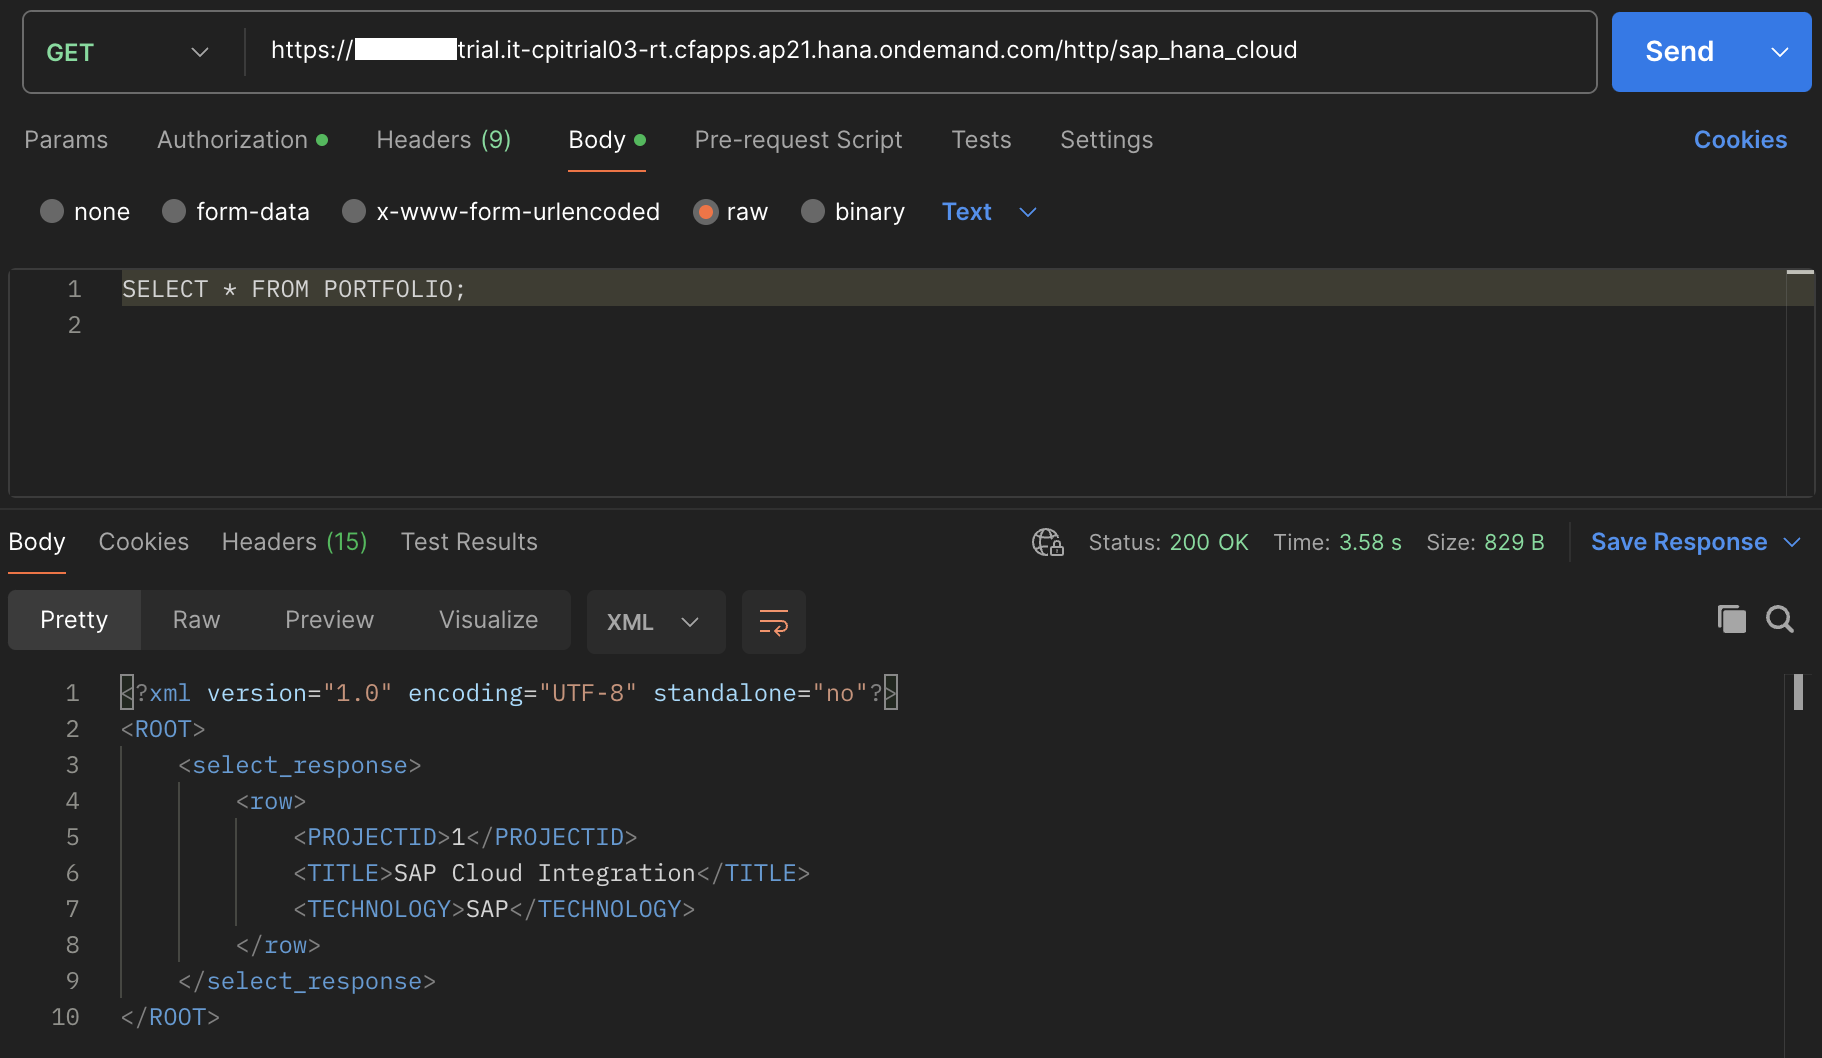 GET https://trial.it-cpitrial03-rt.cfapps.ap21.hana.ondemand.com/http/sap_hana_cloud Send
Params Authorization Headers (9) Body Pre-request Script Tests Settings Cookies
none form-data x-www-form-urlencoded raw binary Text
1 SELECT * FROM PORTFOLIO;
2
Body Cookies Headers (15) Test Results Status: 200 OK Time: 3.58 s Size: 829 B Save Response
Pretty Raw Preview Visualize XML
1 <?xml version="1.0" encoding="UTF-8" standalone="no"?>
2 <ROOT>
3 <select_response>
4 <row>
5 <PROJECTID>1</PROJECTID>
6 <TITLE>SAP Cloud Integration</TITLE>
7 <TECHNOLOGY>SAP</TECHNOLOGY>
8 </row>
9 </select_response>
10 </ROOT>